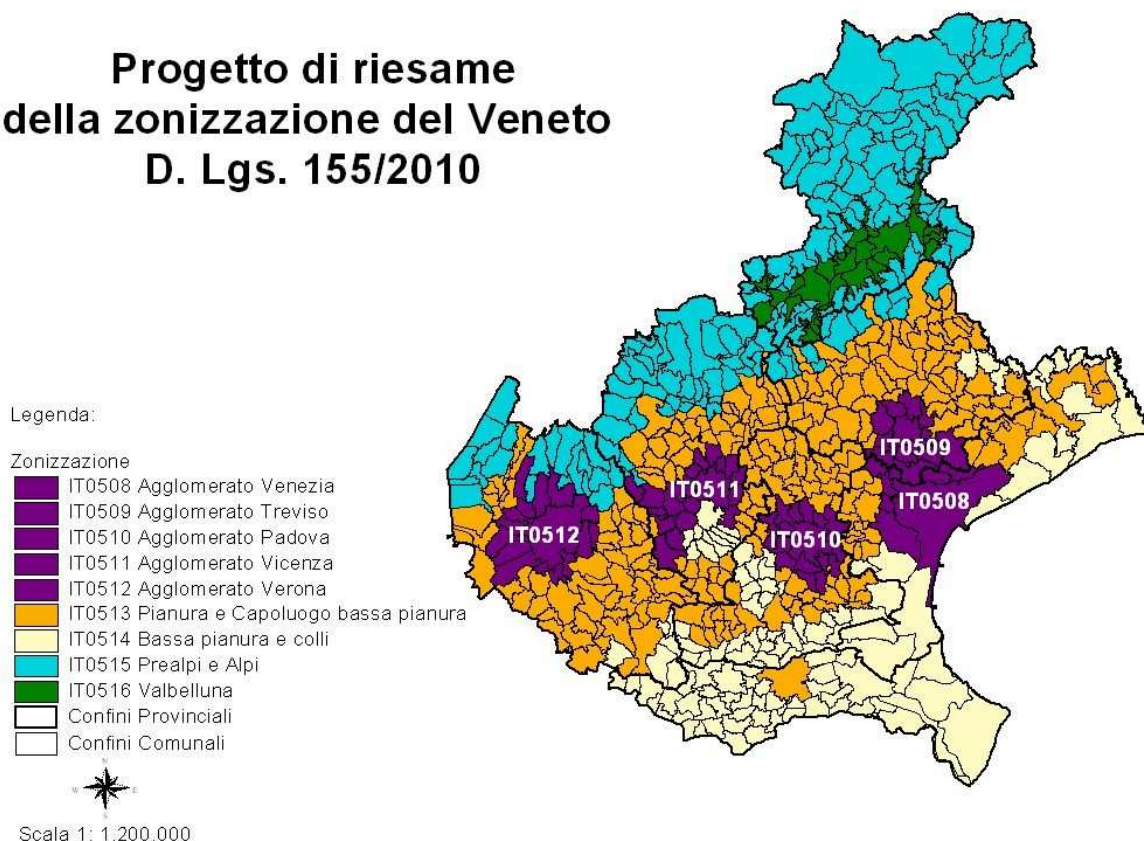 Progetto di riesame
della zonizzazione del Veneto
D. Lgs. 155/2010
Legenda:
Zonizzazione
IT0508 Agglomerato Venezia
IT0509 Agglomerato Treviso
IT0510 Agglomerato Padova
IT0511 Agglomerato Vicenza
IT0512 Agglomerato Verona
IT0513 Pianura e Capoluogo bassa pianura
IT0514 Bassa pianura e colli
IT0515 Prealpi e Alpi
IT0516 Valbelluna
Confini Provinciali
Confini Comunali
N
W E
S
Scala 1: 1.200.000
IT0509
IT0511
IT0508
IT0512
IT0510